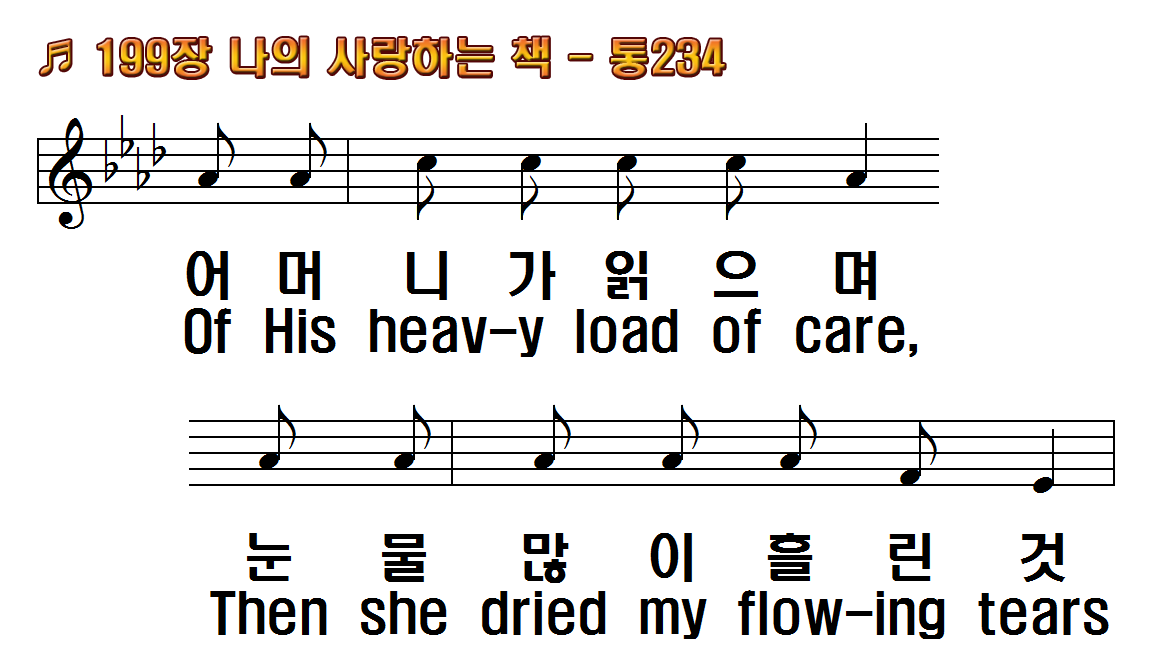 ♬ 199장 나의 사랑하는 책 - 통234
어 머 니 가 읽 으 며
Of His heav-y load of care,
눈 물 많 이 흘 린 것
Then she dried my flow-ing tears